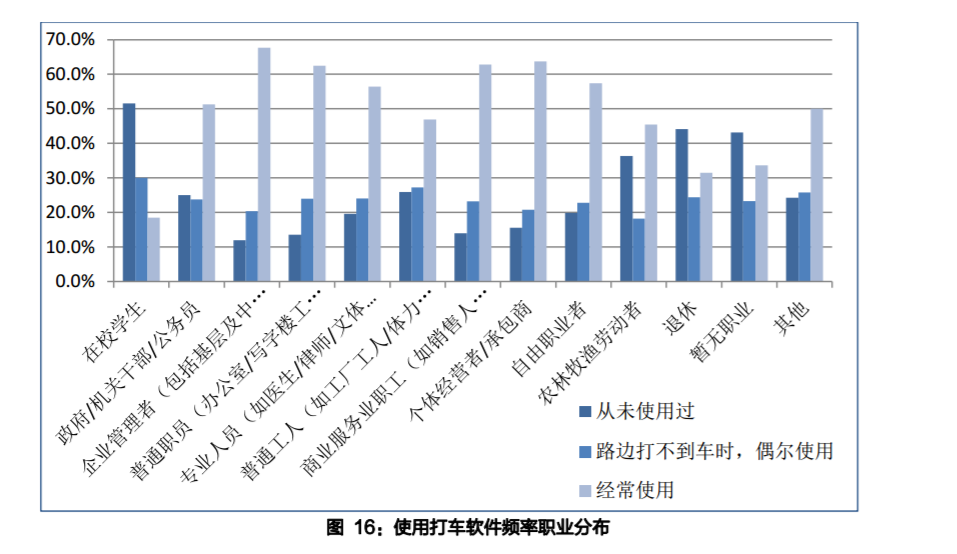 70.0%
60.0%
50.0%
40.0%
30.0%
20.0%
10.0%
0.0%
在校学生
政府/机关干部/公务员
企业管理者（包括基层及中…
普通职员（办公室/写字楼工…
专业人员（如医生/律师/文体…
普通工人（如工厂工人/体力…
商业服务业职工（如销售人…
个体经营者/承包商
自由职业者
农林牧渔劳动者
退休
暂无职业
其他
从未使用过
路边打不到车时，偶尔使用
经常使用
图 16：使用打车软件频率职业分布